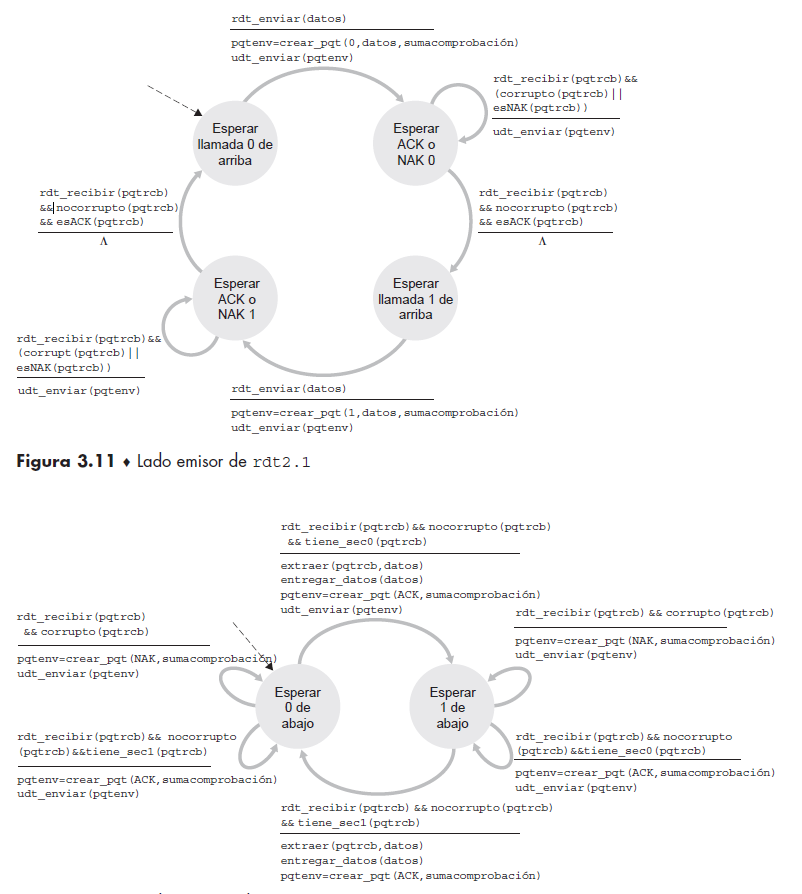 rdt_enviar(datos)
pqtenv=crear_pqt(0,datos,sumacomprobación)
udt_enviar(pqtenv)
rdt_recibir(pqtrcb)&&
(corrupto(pqtrcb)||
esNAK(pqtrcb))
udt_enviar(pqtenv)
Esperar
llamada 0 de
arriba
Esperar
ACK o
NAK 0
rdt_recibir(pqtrcb)
&& nocorrupto(pqtrcb)
&& esACK(pqtrcb)
Λ
rdt_recibir(pqtrcb)
&& nocorrupto(pqtrcb)
&& esACK(pqtrcb)
Λ
Esperar
ACK o
NAK 1
Esperar
llamada 1 de
arriba
rdt_recibir(pqtrcb)&&
(corrupt(pqtrcb)||
esNAK(pqtrcb))
udt_enviar(pqtenv)
rdt_enviar(datos)
pqtenv=crear_pqt(1,datos,sumacomprobación)
udt_enviar(pqtenv)
Figura 3.11 ♦ Lado emisor de rdt2.1
rdt_recibir(pqtrcb)&& nocorrupto(pqtrcb)
&& tiene_sec0(pqtrcb)
extraer(pqtrcb,datos)
entregar_datos(datos)
pqtenv=crear_pqt(ACK,sumacomprobación)
udt_enviar(pqtenv)
rdt_recibir(pqtrcb)
&& corrupto(pqtrcb)
pqtenv=crear_pqt(NAK,sumacomprobación)
udt_enviar(pqtenv)
rdt_recibir(pqtrcb) && corrupto(pqtrcb)
pqtenv=crear_pqt(NAK,sumacomprobación)
udt_enviar(pqtenv)
Esperar
0 de
abajo
Esperar
1 de
abajo
rdt_recibir(pqtrcb)&& nocorrupto
(pqtrcb)&&tiene_sec1(pqtrcb)
pqtenv=crear_pqt(ACK,sumacomprobación)
udt_enviar(pqtenv)
rdt_recibir(pqtrcb)&& nocorrupto
(pqtrcb)&&tiene_sec0(pqtrcb)
pqtenv=crear_pqt(ACK,sumacomprobación)
udt_enviar(pqtenv)
rdt_recibir(pqtrcb) && nocorrupto(pqtrcb)
&& tiene_sec1(pqtrcb)
extraer(pqtrcb,datos)
entregar_datos(datos)
pqtenv=crear_pqt(ACK,sumacomprobación)